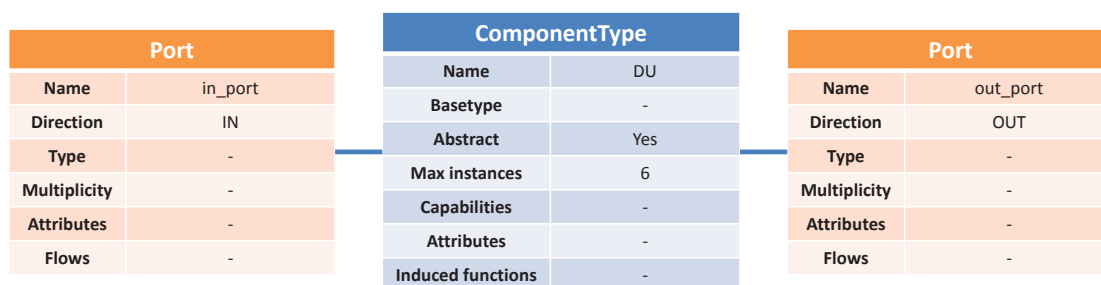 Port
Name in_port
Direction IN
Type -
Multiplicity -
Attributes -
Flows -
ComponentType
Name DU
Basetype -
Abstract Yes
Max instances 6
Capabilities -
Attributes -
Induced functions -
Port
Name out_port
Direction OUT
Type -
Multiplicity -
Attributes -
Flows -